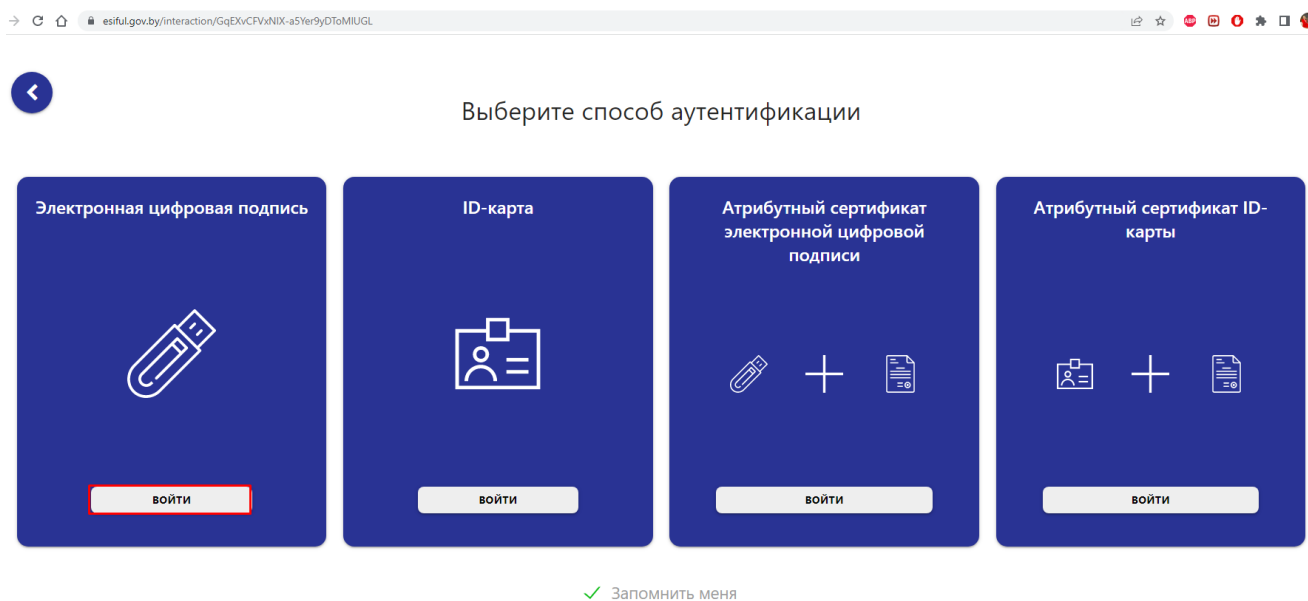 esiful.gov.by/interaction/GqEXvCFVxNIX-a5Yer9yDToMIUGL
ABP
Выберите способ аутентификации
Электронная цифровая подпись
ID-карта
Атрибутный сертификат
электронной цифровой
подписи
Атрибутный сертификат ID-
карты
ВОЙТИ
ВОЙТИ
ВОЙТИ
ВОЙТИ
Запомнить меня